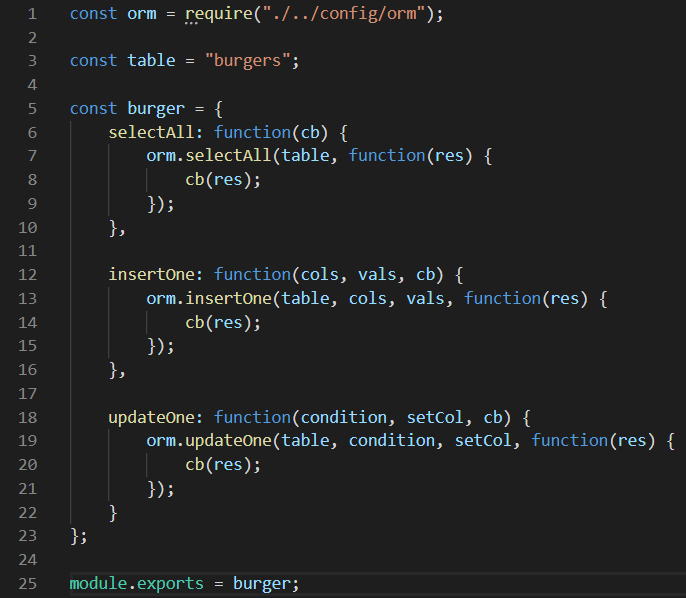 1 const orm = require("./../config/orm");
2
3 const table = "burgers";
4
5 const burger = {
6     selectAll: function(cb) {
7         orm.selectAll(table, function(res) {
8             cb(res);
9         });
10     },
11
12     insertOne: function(cols, vals, cb) {
13         orm.insertOne(table, cols, vals, function(res) {
14             cb(res);
15         });
16     },
17
18     updateOne: function(condition, setCol, cb) {
19         orm.updateOne(table, condition, setCol, function(res) {
20             cb(res);
21         });
22     }
23 };
24
25 module.exports = burger;